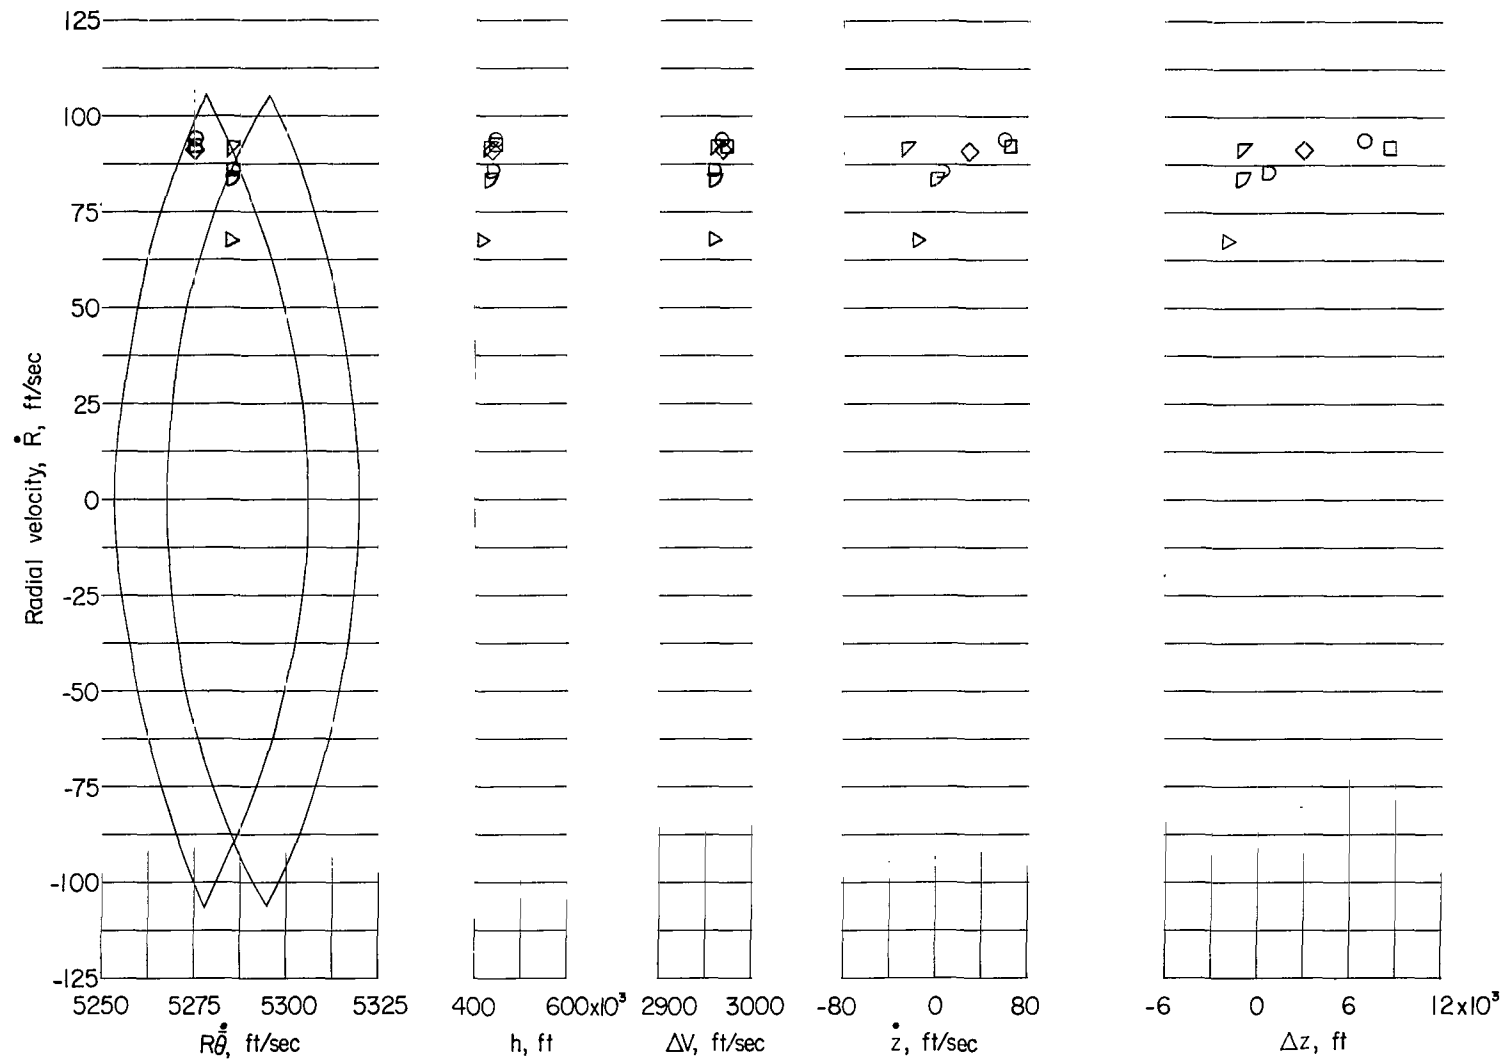 125
100
75
50
25
0
-25
-50
-75
-100
-125
Radial velocity, Ṙ, ft/sec
5250 5275 5300 5325
Rθ̄̇, ft/sec
400 600x10³
h, ft
2900 3000
ΔV, ft/sec
-80 0 80
ż, ft/sec
-6 0 6 12x10³
Δz, ft